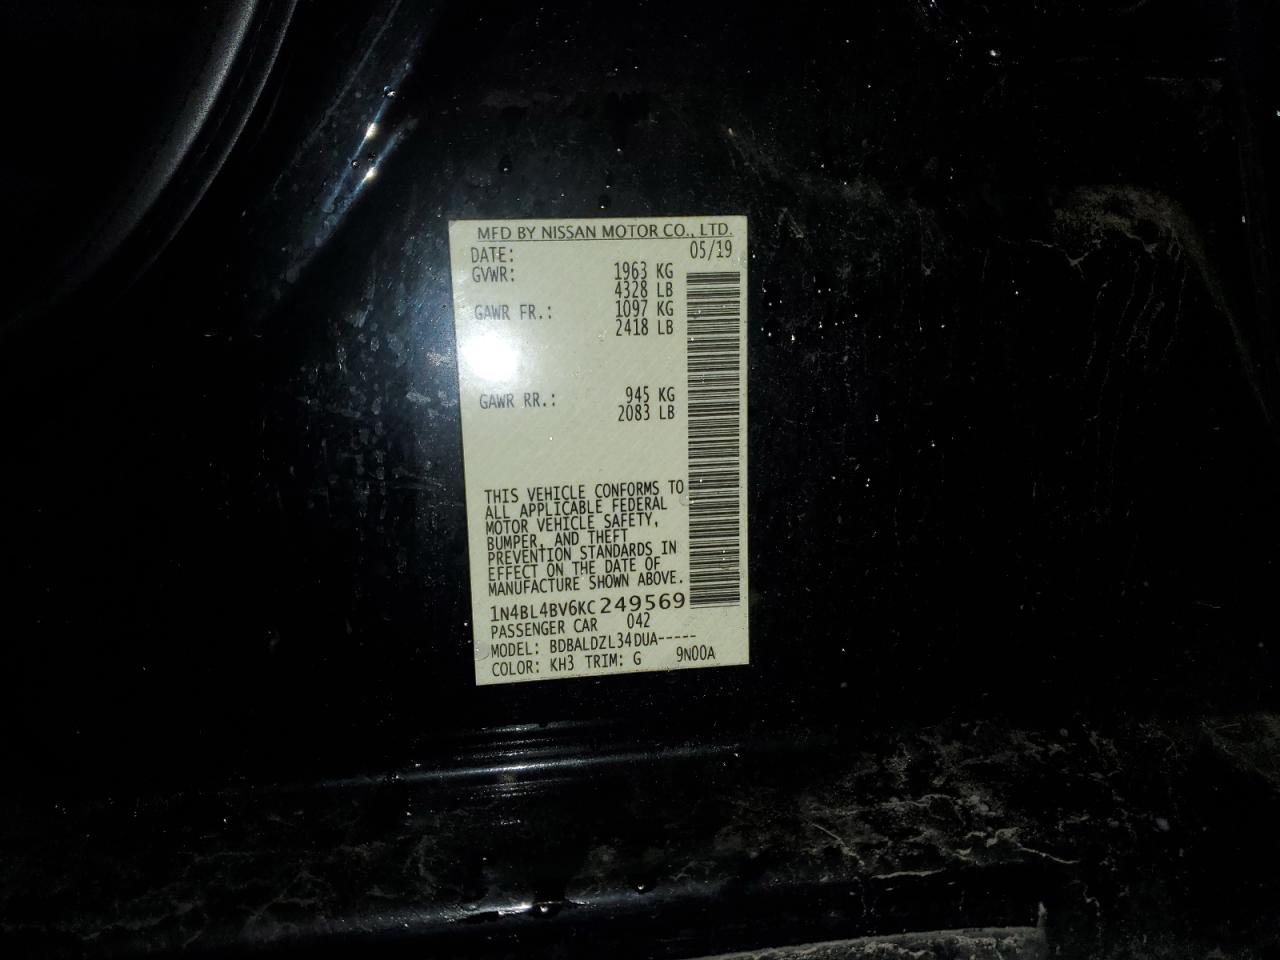 MFD BY NISSAN MOTOR CO., LTD.
DATE: 05/19
GVWR: 1963 KG
4328 LB
GAWR FR.: 1097 KG
2418 LB
GAWR RR.: 945 KG
2083 LB
THIS VEHICLE CONFORMS TO
ALL APPLICABLE FEDERAL
MOTOR VEHICLE SAFETY,
BUMPER, AND THEFT
PREVENTION STANDARDS IN
EFFECT ON THE DATE OF
MANUFACTURE SHOWN ABOVE.
1N4BL4BV6KC249569
PASSENGER CAR 042
MODEL: BDBALDZL34DUA-----
COLOR: KH3 TRIM: G 9N00A